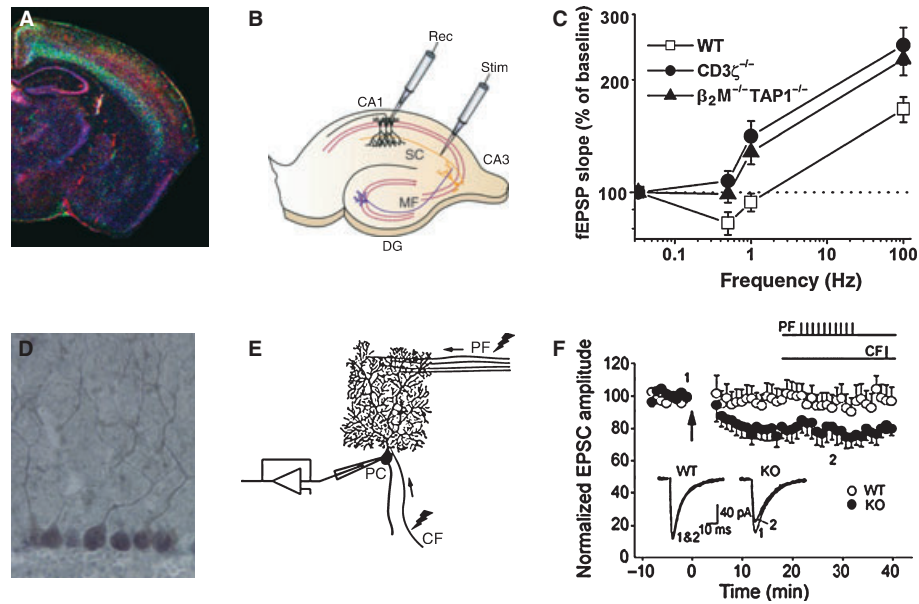 A
B
Rec
Stim
CA1
SC
CA3
MF
DG
C
fEPSP slope (% of baseline)
300
200
100
WT
CD3ζ⁻/⁻
β₂M⁻/⁻TAP1⁻/⁻
0.1 1 10 100
Frequency (Hz)
D
E
PF
PC
CF
F
PF
CF
Normalized EPSC amplitude
120
100
80
60
40
20
0
1
2
WT
KO
1&2
40 pA
10 ms
2
1
WT
KO
−10 0 10 20 30 40
Time (min)